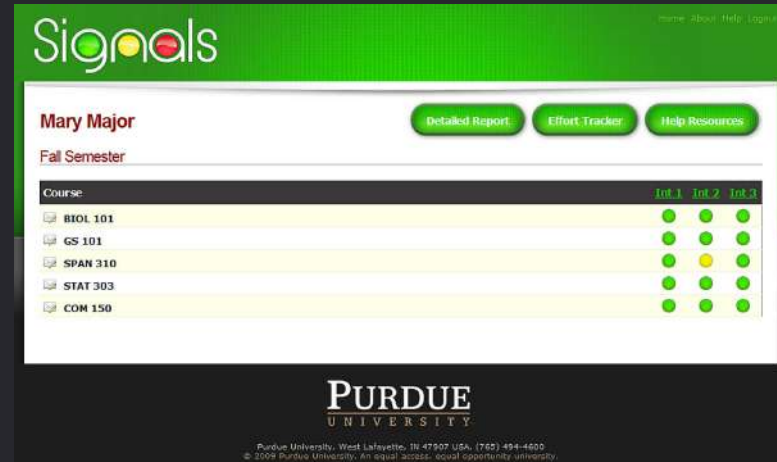 Home About Help Logout
Signals
Mary Major
Detailed Report Effort Tracker Help Resources
Fall Semester
Course Int 1 Int 2 Int 3
BIOL 101
GS 101
SPAN 310
STAT 303
COM 150
PURDUE
UNIVERSITY
Purdue University, West Lafayette, IN 47907 USA, (765) 494-4600
© 2009 Purdue University. An equal access, equal opportunity university.